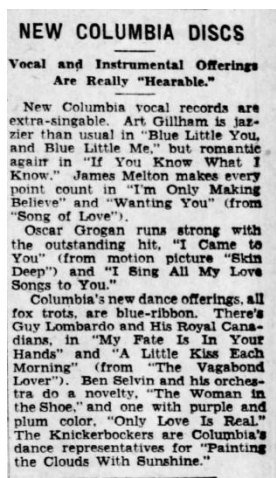 NEW COLUMBIA DISCS
Vocal and Instrumental Offerings
Are Really "Hearable."
New Columbia vocal records are
extra-singable. Art Gillham is jaz-
zier than usual in "Blue Little You,
and Blue Little Me," but romantic
again in "If You Know What I
Know." James Melton makes every
point count in "I'm Only Making
Believe" and "Wanting You" (from
"Song of Love").
Oscar Grogan runs strong with
the outstanding hit, "I Came to
You" (from motion picture "Skin
Deep") and "I Sing All My Love
Songs to You."
Columbia's new dance offerings, all
fox trots, are blue-ribbon. There's
Guy Lombardo and His Royal Cana-
dians, in "My Fate Is In Your
Hands" and "A Little Kiss Each
Morning" (from "The Vagabond
Lover"). Ben Selvin and his orches-
tra do a novelty, "The Woman in
the Shoe," and one with purple and
plum color, "Only Love Is Real."
The Knickerbockers are Columbia's
dance representatives for "Painting
the Clouds With Sunshine."